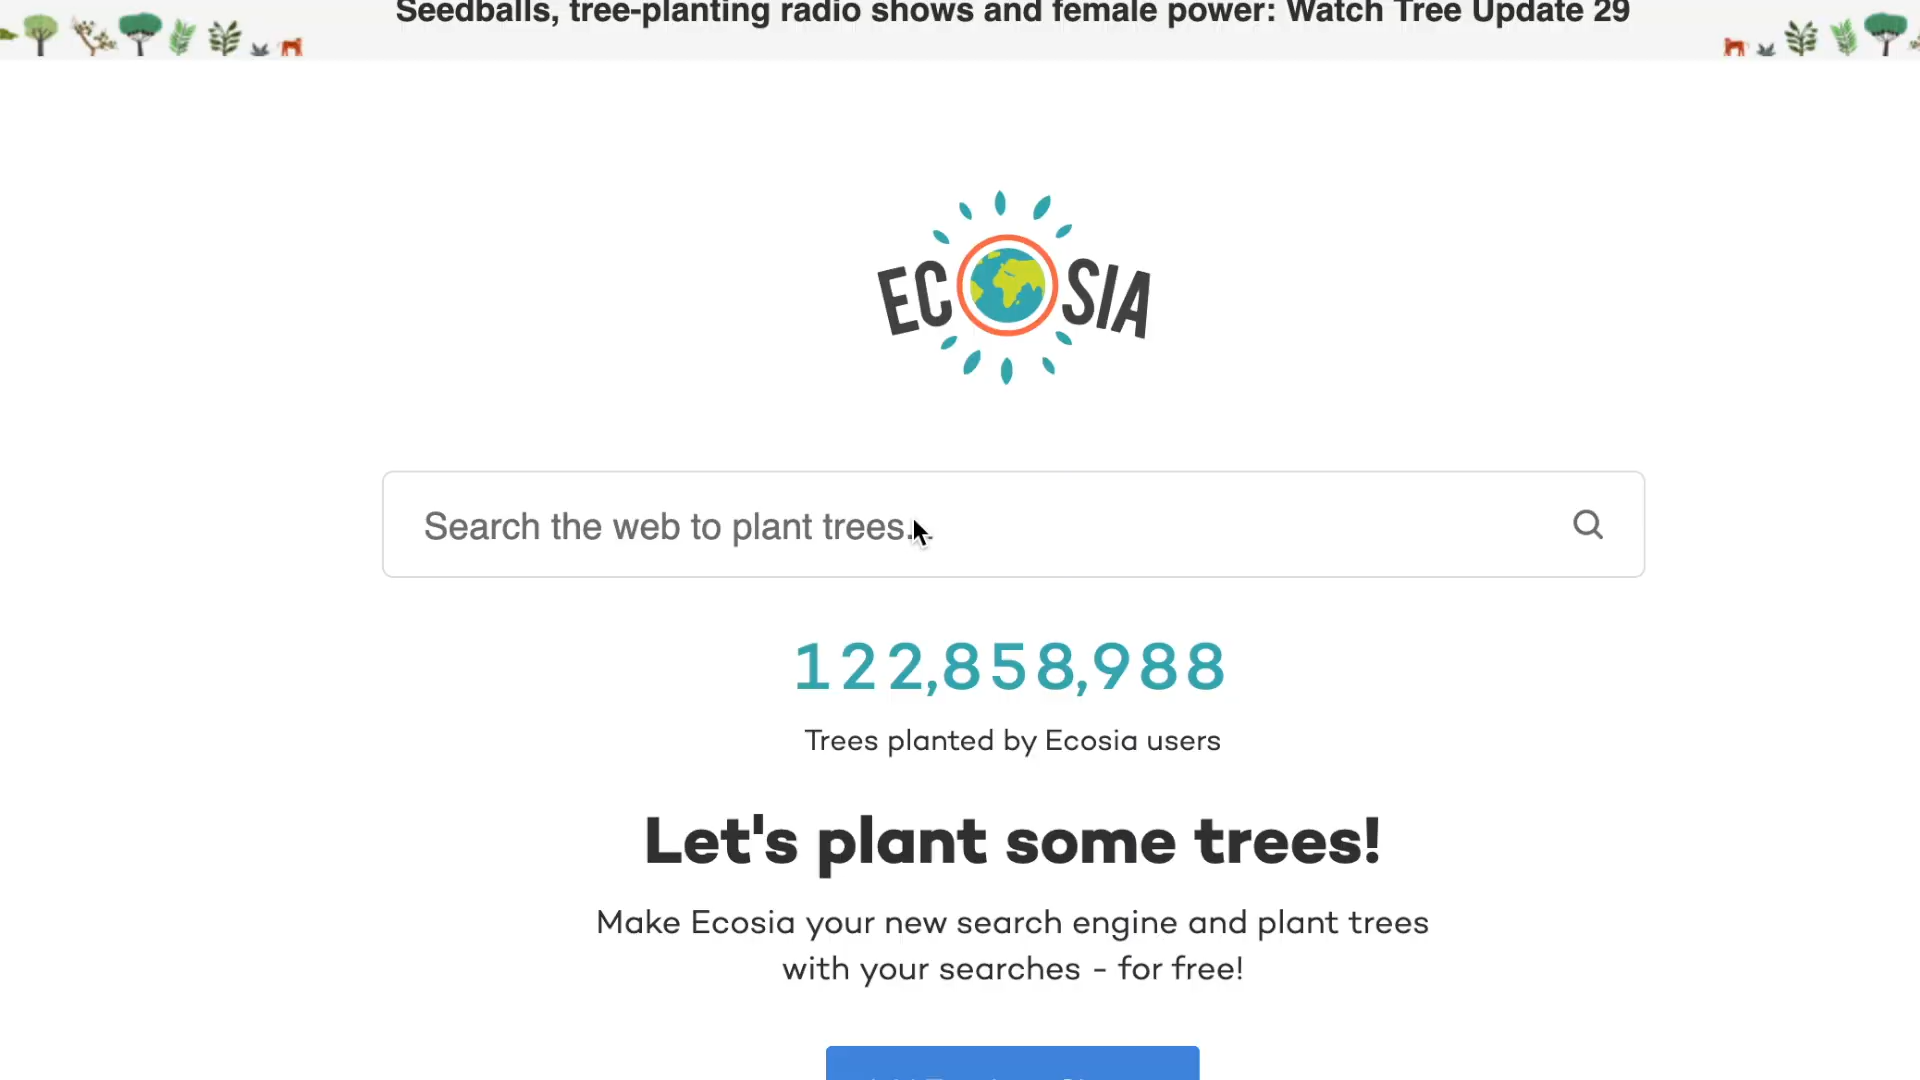 Seedballs, tree-planting radio shows and female power: Watch Tree Update 29
ECOSIA
Search the web to plant trees...
122,858,988
Trees planted by Ecosia users
Let's plant some trees!
Make Ecosia your new search engine and plant trees
with your searches - for free!